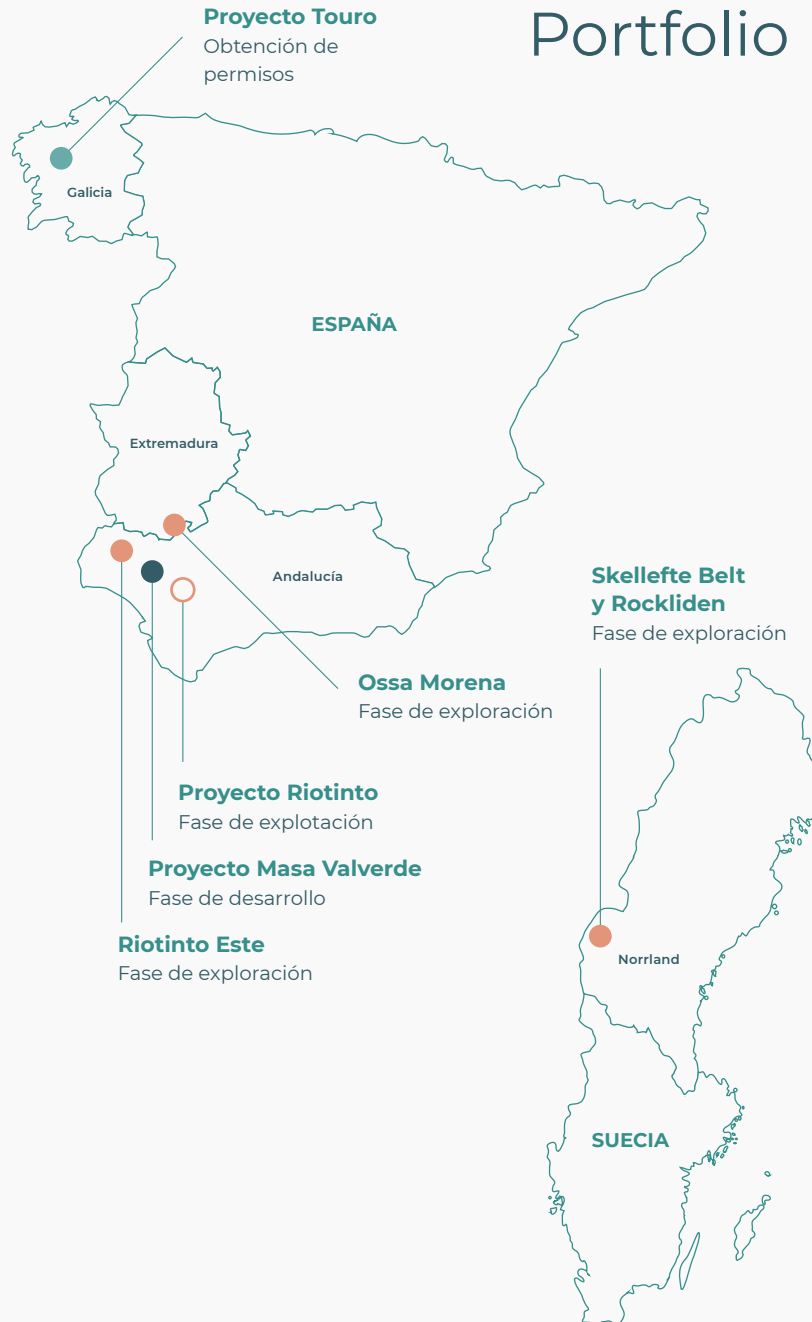 Portfolio
Proyecto Touro
Obtención de
permisos
Galicia
ESPAÑA
Extremadura
Andalucía
Ossa Morena
Fase de exploración
Proyecto Riotinto
Fase de explotación
Proyecto Masa Valverde
Fase de desarrollo
Riotinto Este
Fase de exploración
Skellefte Belt
y Rockliden
Fase de exploración
Norrland
SUECIA